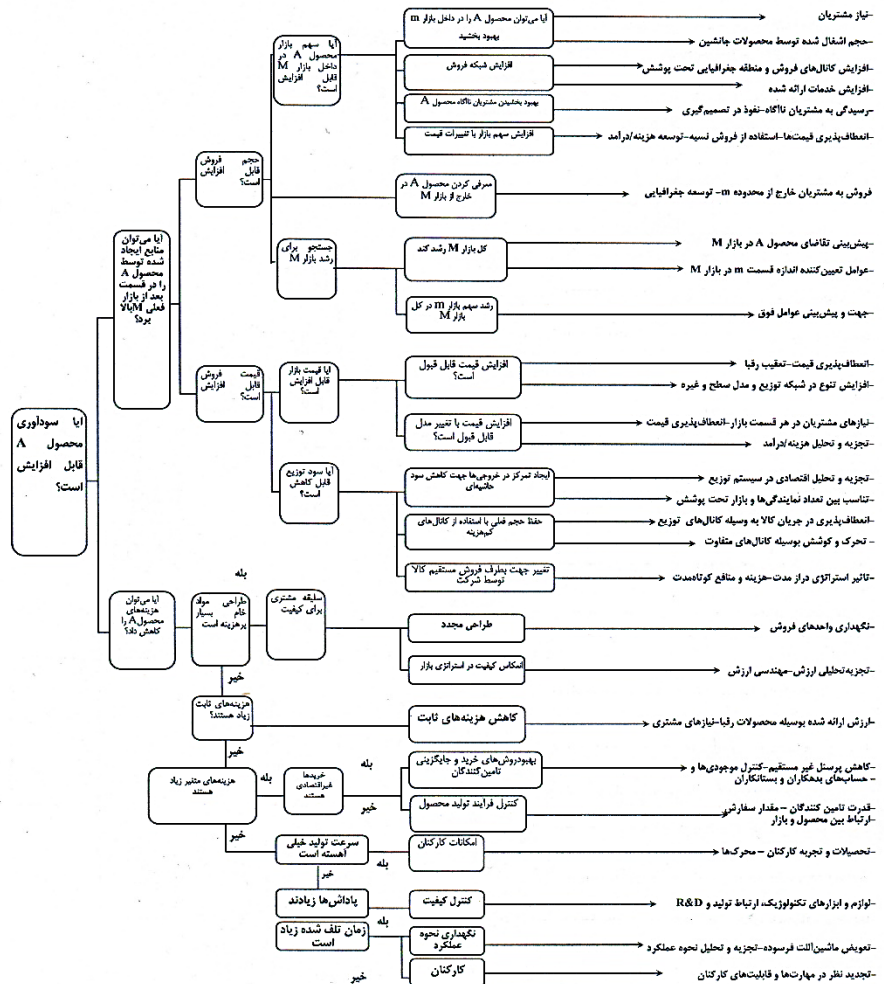 آیا سودآوری
محصول A
قابل افزایش
است؟
آیا می‌توان
منابع ایجاد
شده توسط
محصول A
را در قسمت
بعد از بازار
فعلی Mبالا
برد؟
حجم فروش
قابل افزایش
است؟
آیا سهم بازار
محصول A در
داخل بازار M
قابل افزایش
است؟
آیا می‌توان محصول A را در داخل بازار m
بهبود بخشید
-نیاز مشتریان
-حجم اشغال شده توسط محصولات جانشین
افزایش شبکه فروش
-افزایش کانال‌های فروش و منطقه جغرافیایی تحت پوشش
-افزایش خدمات ارائه شده
بهبود بخشیدن مشتریان ناآگاه محصول A
-رسیدگی به مشتریان ناآگاه-نفوذ در تصمیم‌گیری
افزایش سهم بازار با تغییرات قیمت
-انعطاف‌پذیری قیمت‌ها-استفاده از فروش نسیه-توسعه هزینه/درآمد
معرفی کردن محصول A در
خارج از بازار M
فروش به مشتریان خارج از محدوده m- توسعه جغرافیایی
جستجو برای
رشد بازار M
کل بازار M رشد کند
-پیش‌بینی تقاضای محصول A در بازار M
-عوامل تعیین‌کننده اندازه قسمت m در بازار M
رشد سهم بازار m در کل
بازار M
-جهت و پیش‌بینی عوامل فوق
قیمت فروش
قابل افزایش
است؟
ایا قیمت بازار
قابل افزایش
است؟
افزایش قیمت قابل قبول
است؟
-انعطاف‌پذیری قیمت-تعقیب رقبا
-افزایش تنوع در شبکه توزیع و مدل سطح و غیره
افزایش قیمت با تغییر مدل
قابل قبول است؟
-نیازهای مشتریان در هر قسمت بازار-انعطاف‌پذیری قیمت
-تجزیه و تحلیل هزینه/درآمد
آیا سود توزیع
قابل کاهش
است؟
ایجاد تمرکز در خروجی‌ها جهت کاهش سود
حاشیه‌ای
-تجزیه و تحلیل اقتصادی در سیستم توزیع
-تناسب بین تعداد نمایندگی‌ها و بازار تحت پوشش
حفظ حجم فعلی با استفاده از کانال‌های
کم‌هزینه
-انعطاف‌پذیری در جریان کالا به وسیله کانال‌های توزیع
- تحرک و کوشش بوسیله کانال‌های متفاوت
تغییر جهت بطرف فروش مستقیم کالا
توسط شرکت
-تاثیر استراتژی دراز مدت-هزینه و منافع کوتاه‌مدت
آیا می‌توان
هزینه‌های
محصولA را
کاهش داد؟
بله
طراحی مواد
خام بسیار
پرهزینه است
سلیقه مشتری
برای کیفیت
طراحی مجدد
-نگهداری واحدهای فروش
انعکاس کیفیت در استراتژی بازار
-تجزیه‌تحلیلی ارزش-مهندسی ارزش
خیر
هزینه‌های ثابت
زیاد هستند؟
کاهش هزینه‌های ثابت
-ارزش ارائه شده بوسیله محصولات رقبا-نیازهای مشتری
خیر
هزینه‌های متغیر زیاد
هستند
بله
خریدها
غیراقتصادی
هستند
بله
بهبودروش‌های خرید و جایگزینی
تامین‌کنندگان
-کاهش پرسنل غیر مستقیم-کنترل موجودی‌ها و
- حساب‌های بدهکاران و بستانکاران
خیر
کنترل فرایند تولید محصول
-قدرت تامین کنندگان – مقدار سفارش
-ارتباط بین محصول و بازار
خیر
سرعت تولید خیلی
آهسته است
بله
امکانات کارکنان
-تحصیلات و تجربه کارکنان – محرک‌ها
خیر
پاداش‌ها زیادند
کنترل کیفیت
-لوازم و ابزارهای تکنولوژیک، ارتباط تولید و R&D
بله
زمان تلف شده زیاد
است
نگهداری نحوه
عملکرد
-تعویض ماشین‌آلات فرسوده-تجزیه و تحلیل نحوه عملکرد
خیر
کارکنان
-تجدید نظر در مهارت‌ها و قابلیت‌های کارکنان